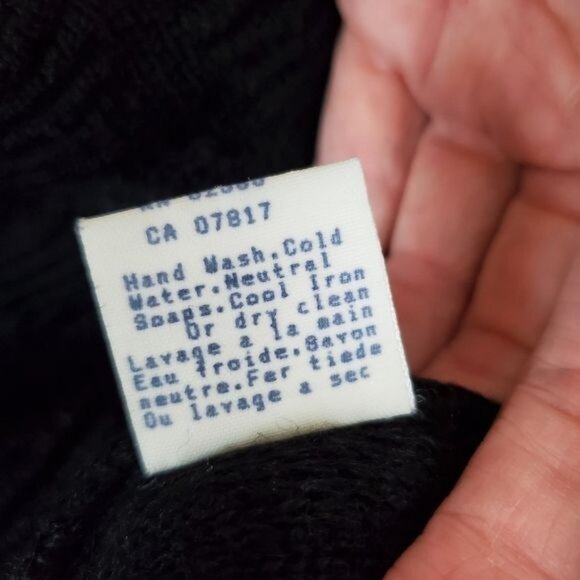 CA 07817
Hand Wash.Cold
Water.Neutral
Soaps.Cool Iron
Or dry clean
Lavage a la main
Eau froide.Savon
neutre.Fer tiede
Ou lavage a sec